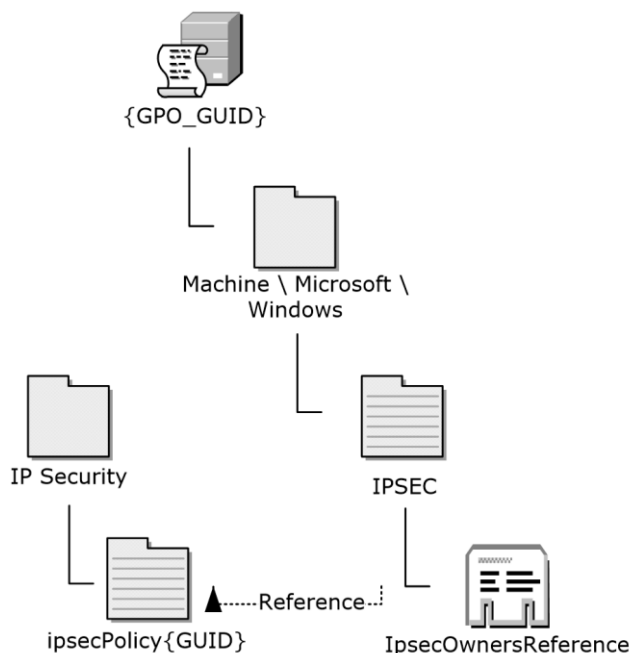 {GPO_GUID}
Machine \ Microsoft \
Windows
IP Security
IPSEC
Reference
ipsecPolicy{GUID}
IpsecOwnersReference